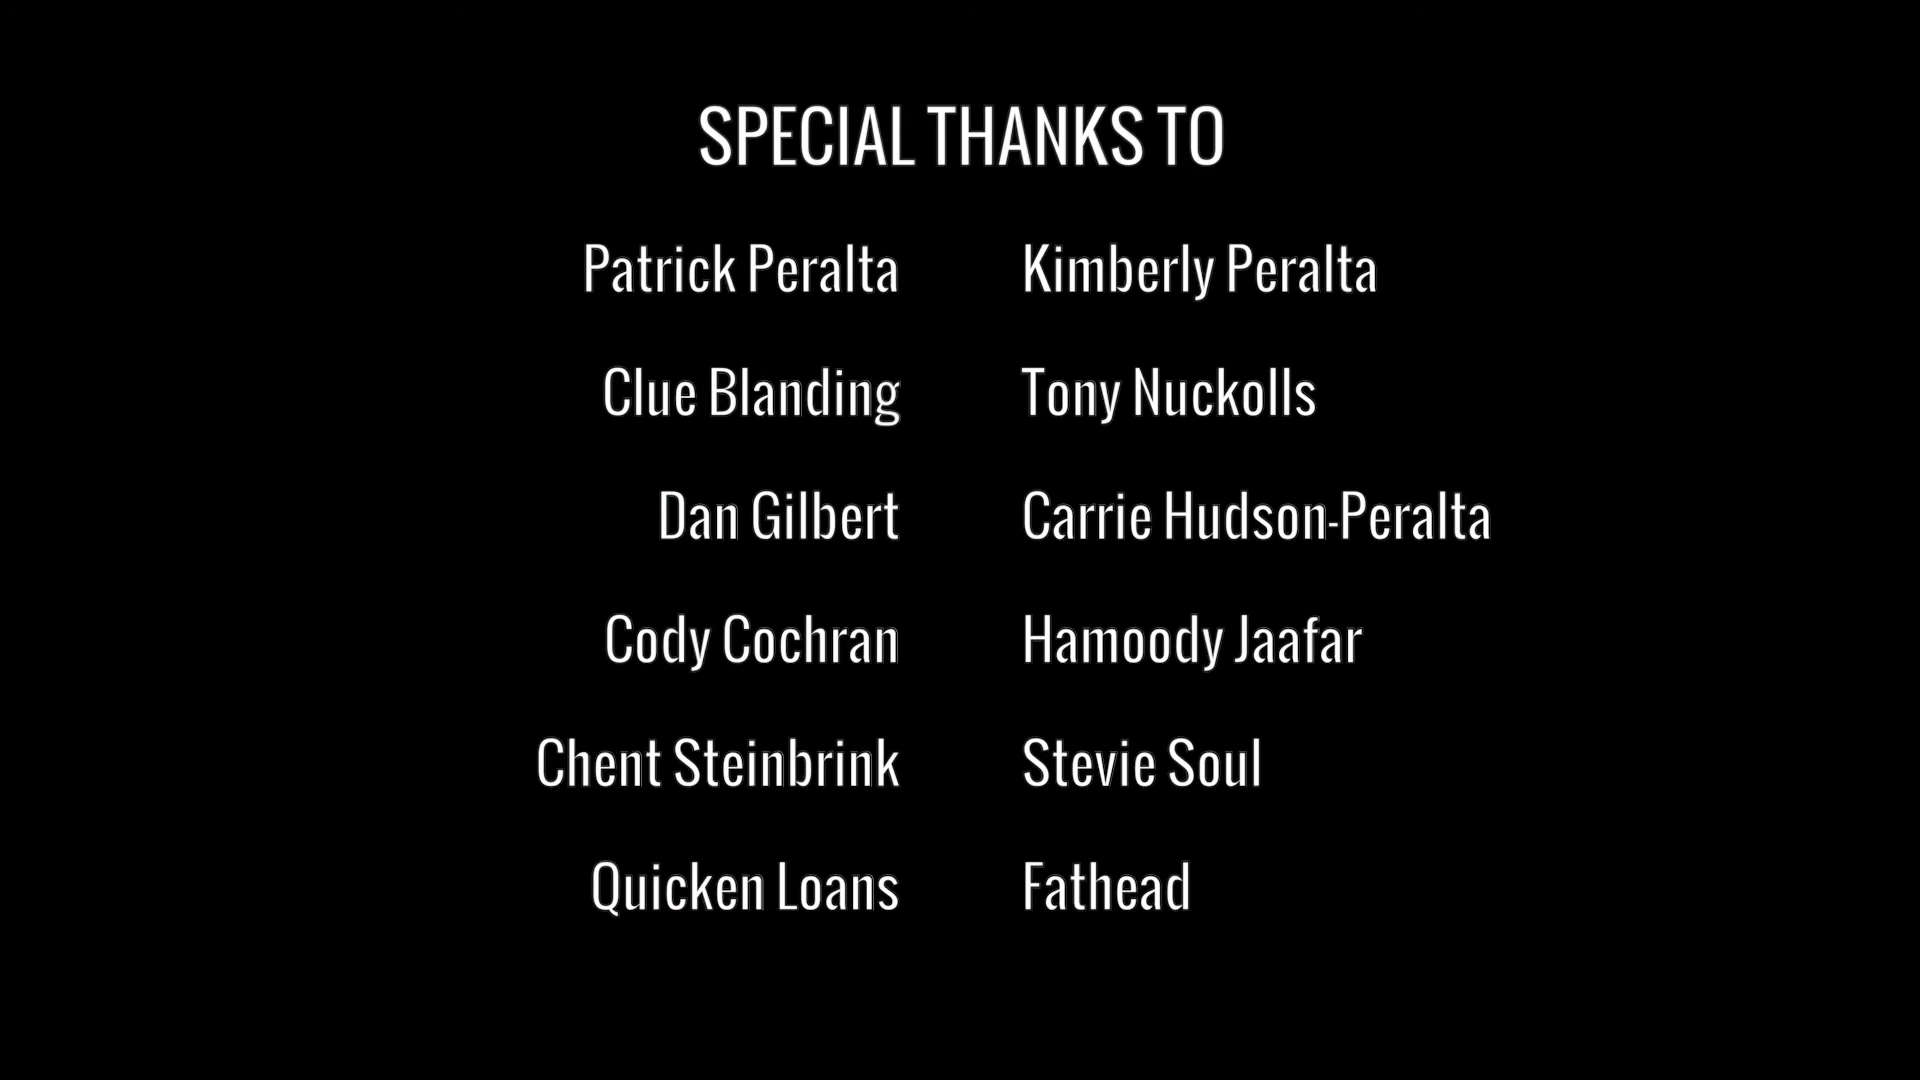 SPECIAL THANKS TO
Patrick Peralta Kimberly Peralta
Clue Blanding Tony Nuckolls
Dan Gilbert Carrie Hudson-Peralta
Cody Cochran Hamoody Jaafar
Chent Steinbrink Stevie Soul
Quicken Loans Fathead